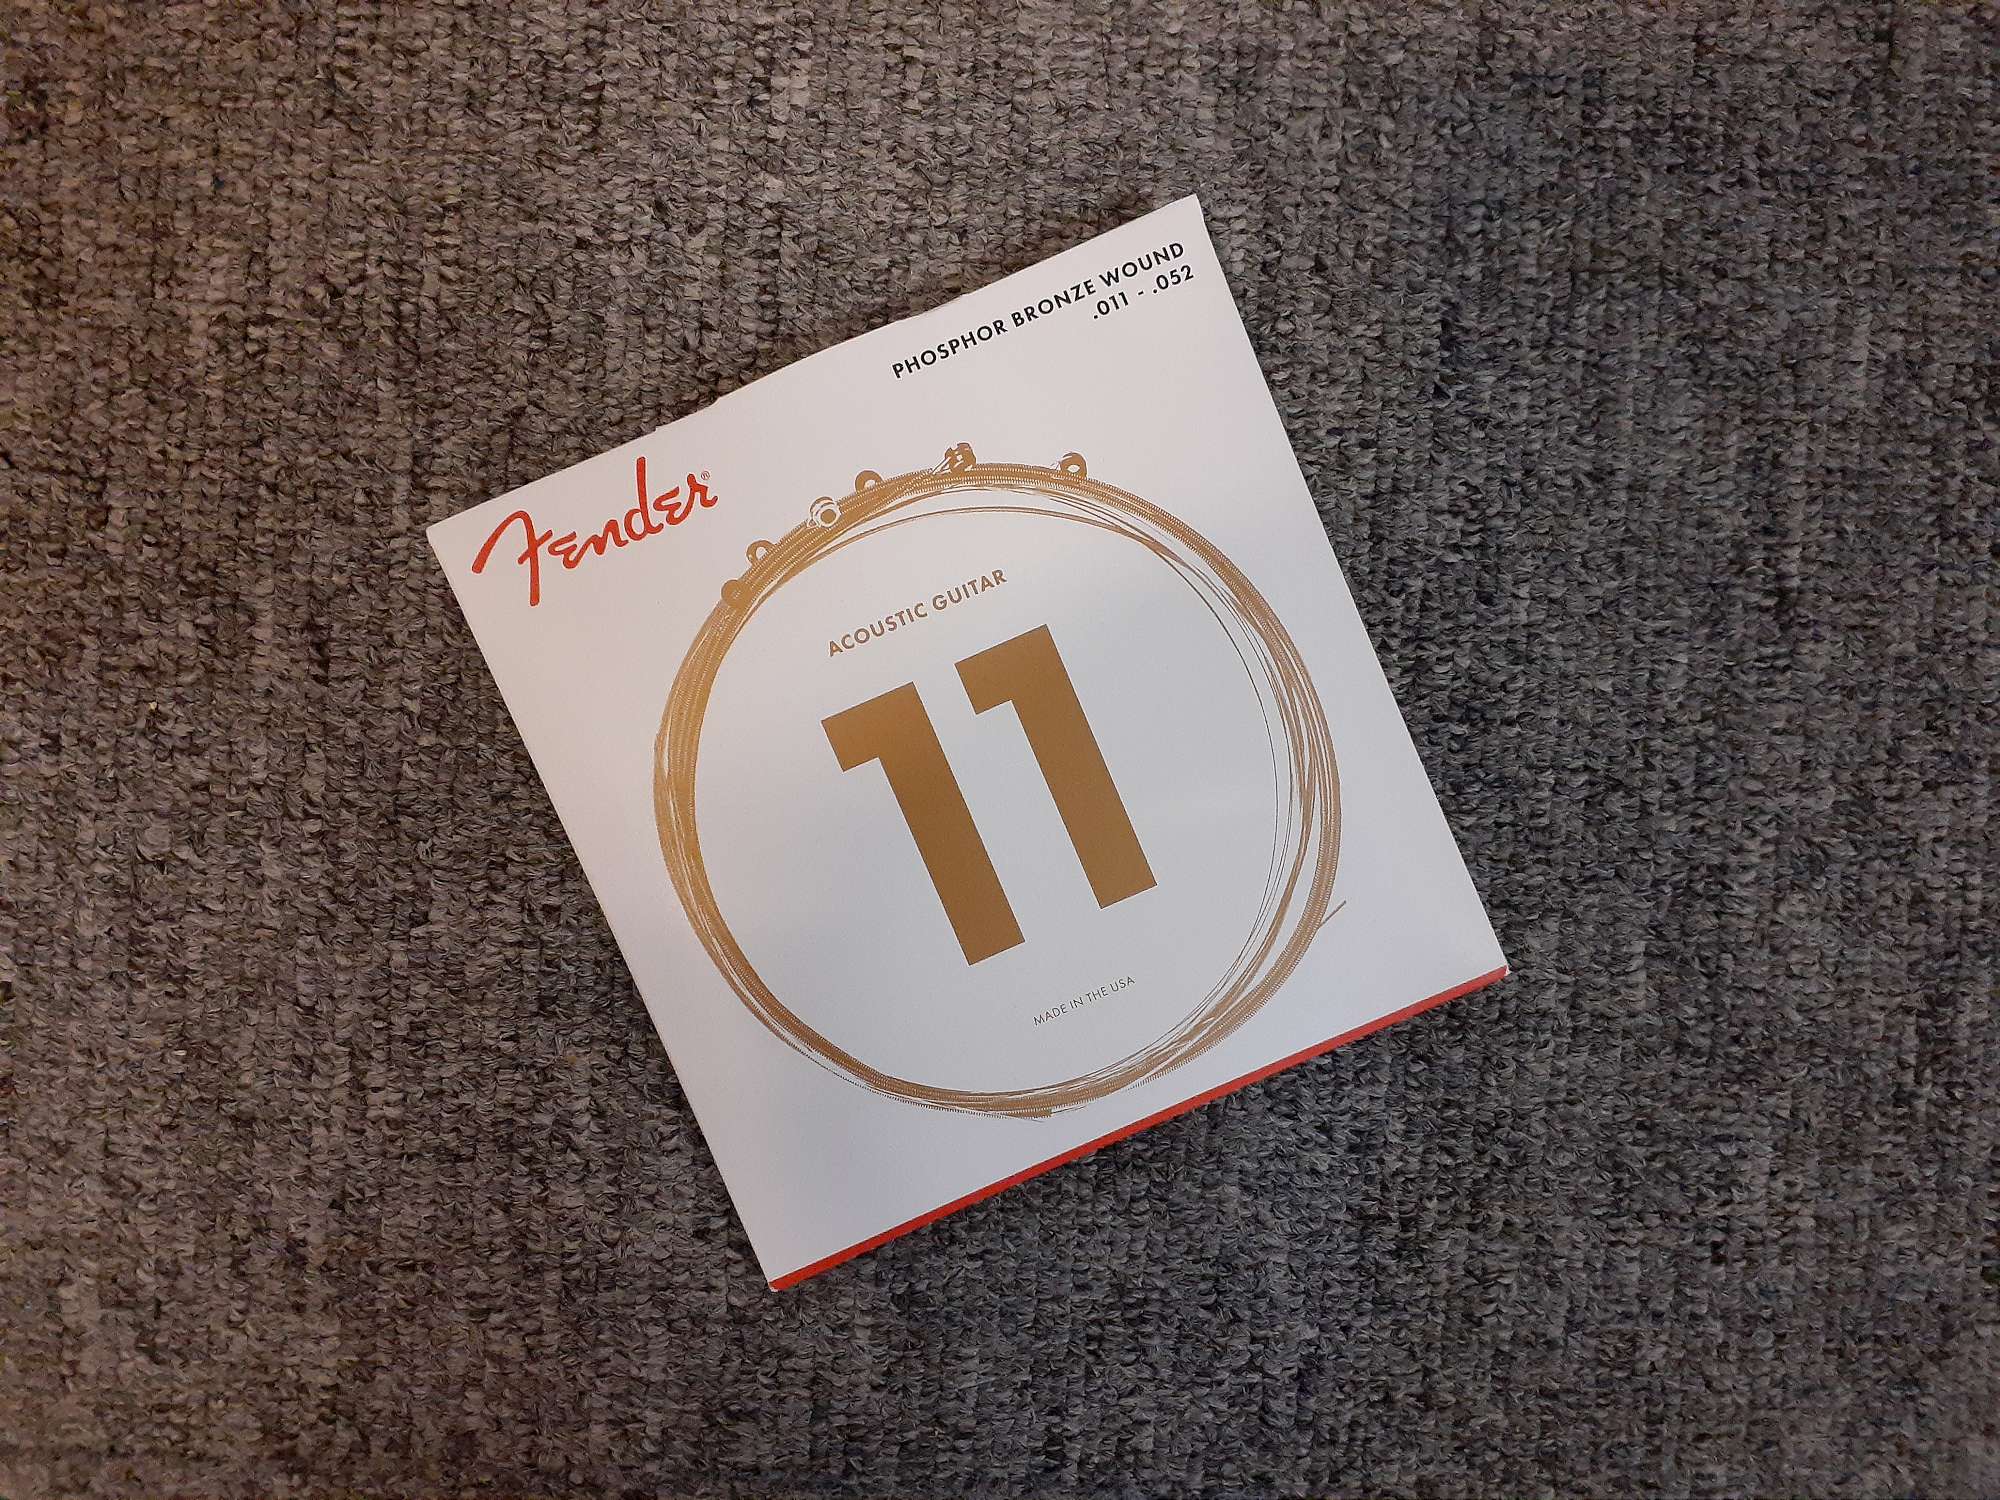 PHOSPHOR BRONZE WOUND
.011 - .052
Fender®
ACOUSTIC GUITAR
11
MADE IN THE USA